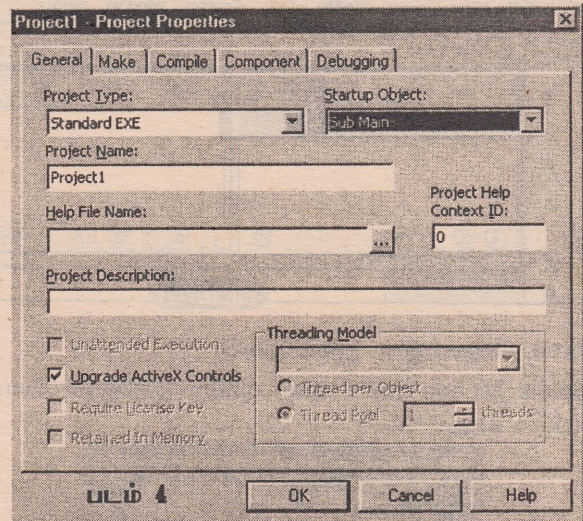 Project1 - Project Properties
General Make Compile Component Debugging
Project Type: Startup Object:
Standard EXE Sub Main
Project Name:
Project1
Project Help Context ID:
Help File Name:
... 0
Project Description:
Unattended Execution
Upgrade ActiveX Controls
Require License Key
Retained In Memory
Threading Model
Thread per Object
Thread Pool 1 threads
படம் 4 OK Cancel Help